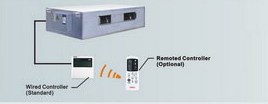 Remoted Controller
(Optional)
Wired Controller
(Standard)